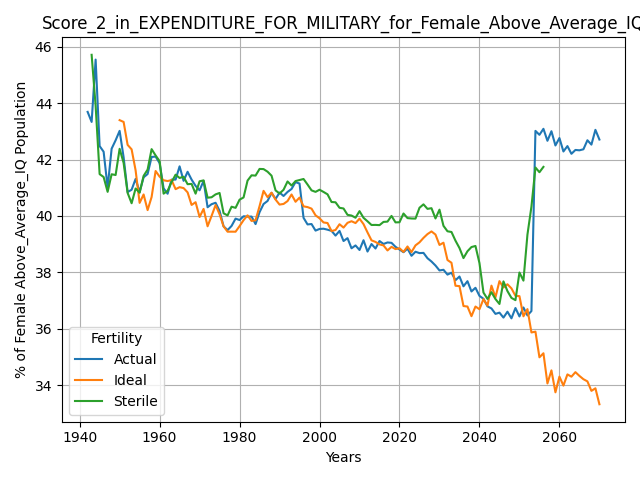 Score_2_in_EXPENDITURE_FOR_MILITARY_for_Female_Above_Average_IQ
46
44
42
40
38
36
34
% of Female Above_Average_IQ Population
Fertility
Actual
Ideal
Sterile
1940 1960 1980 2000 2020 2040 2060
Years